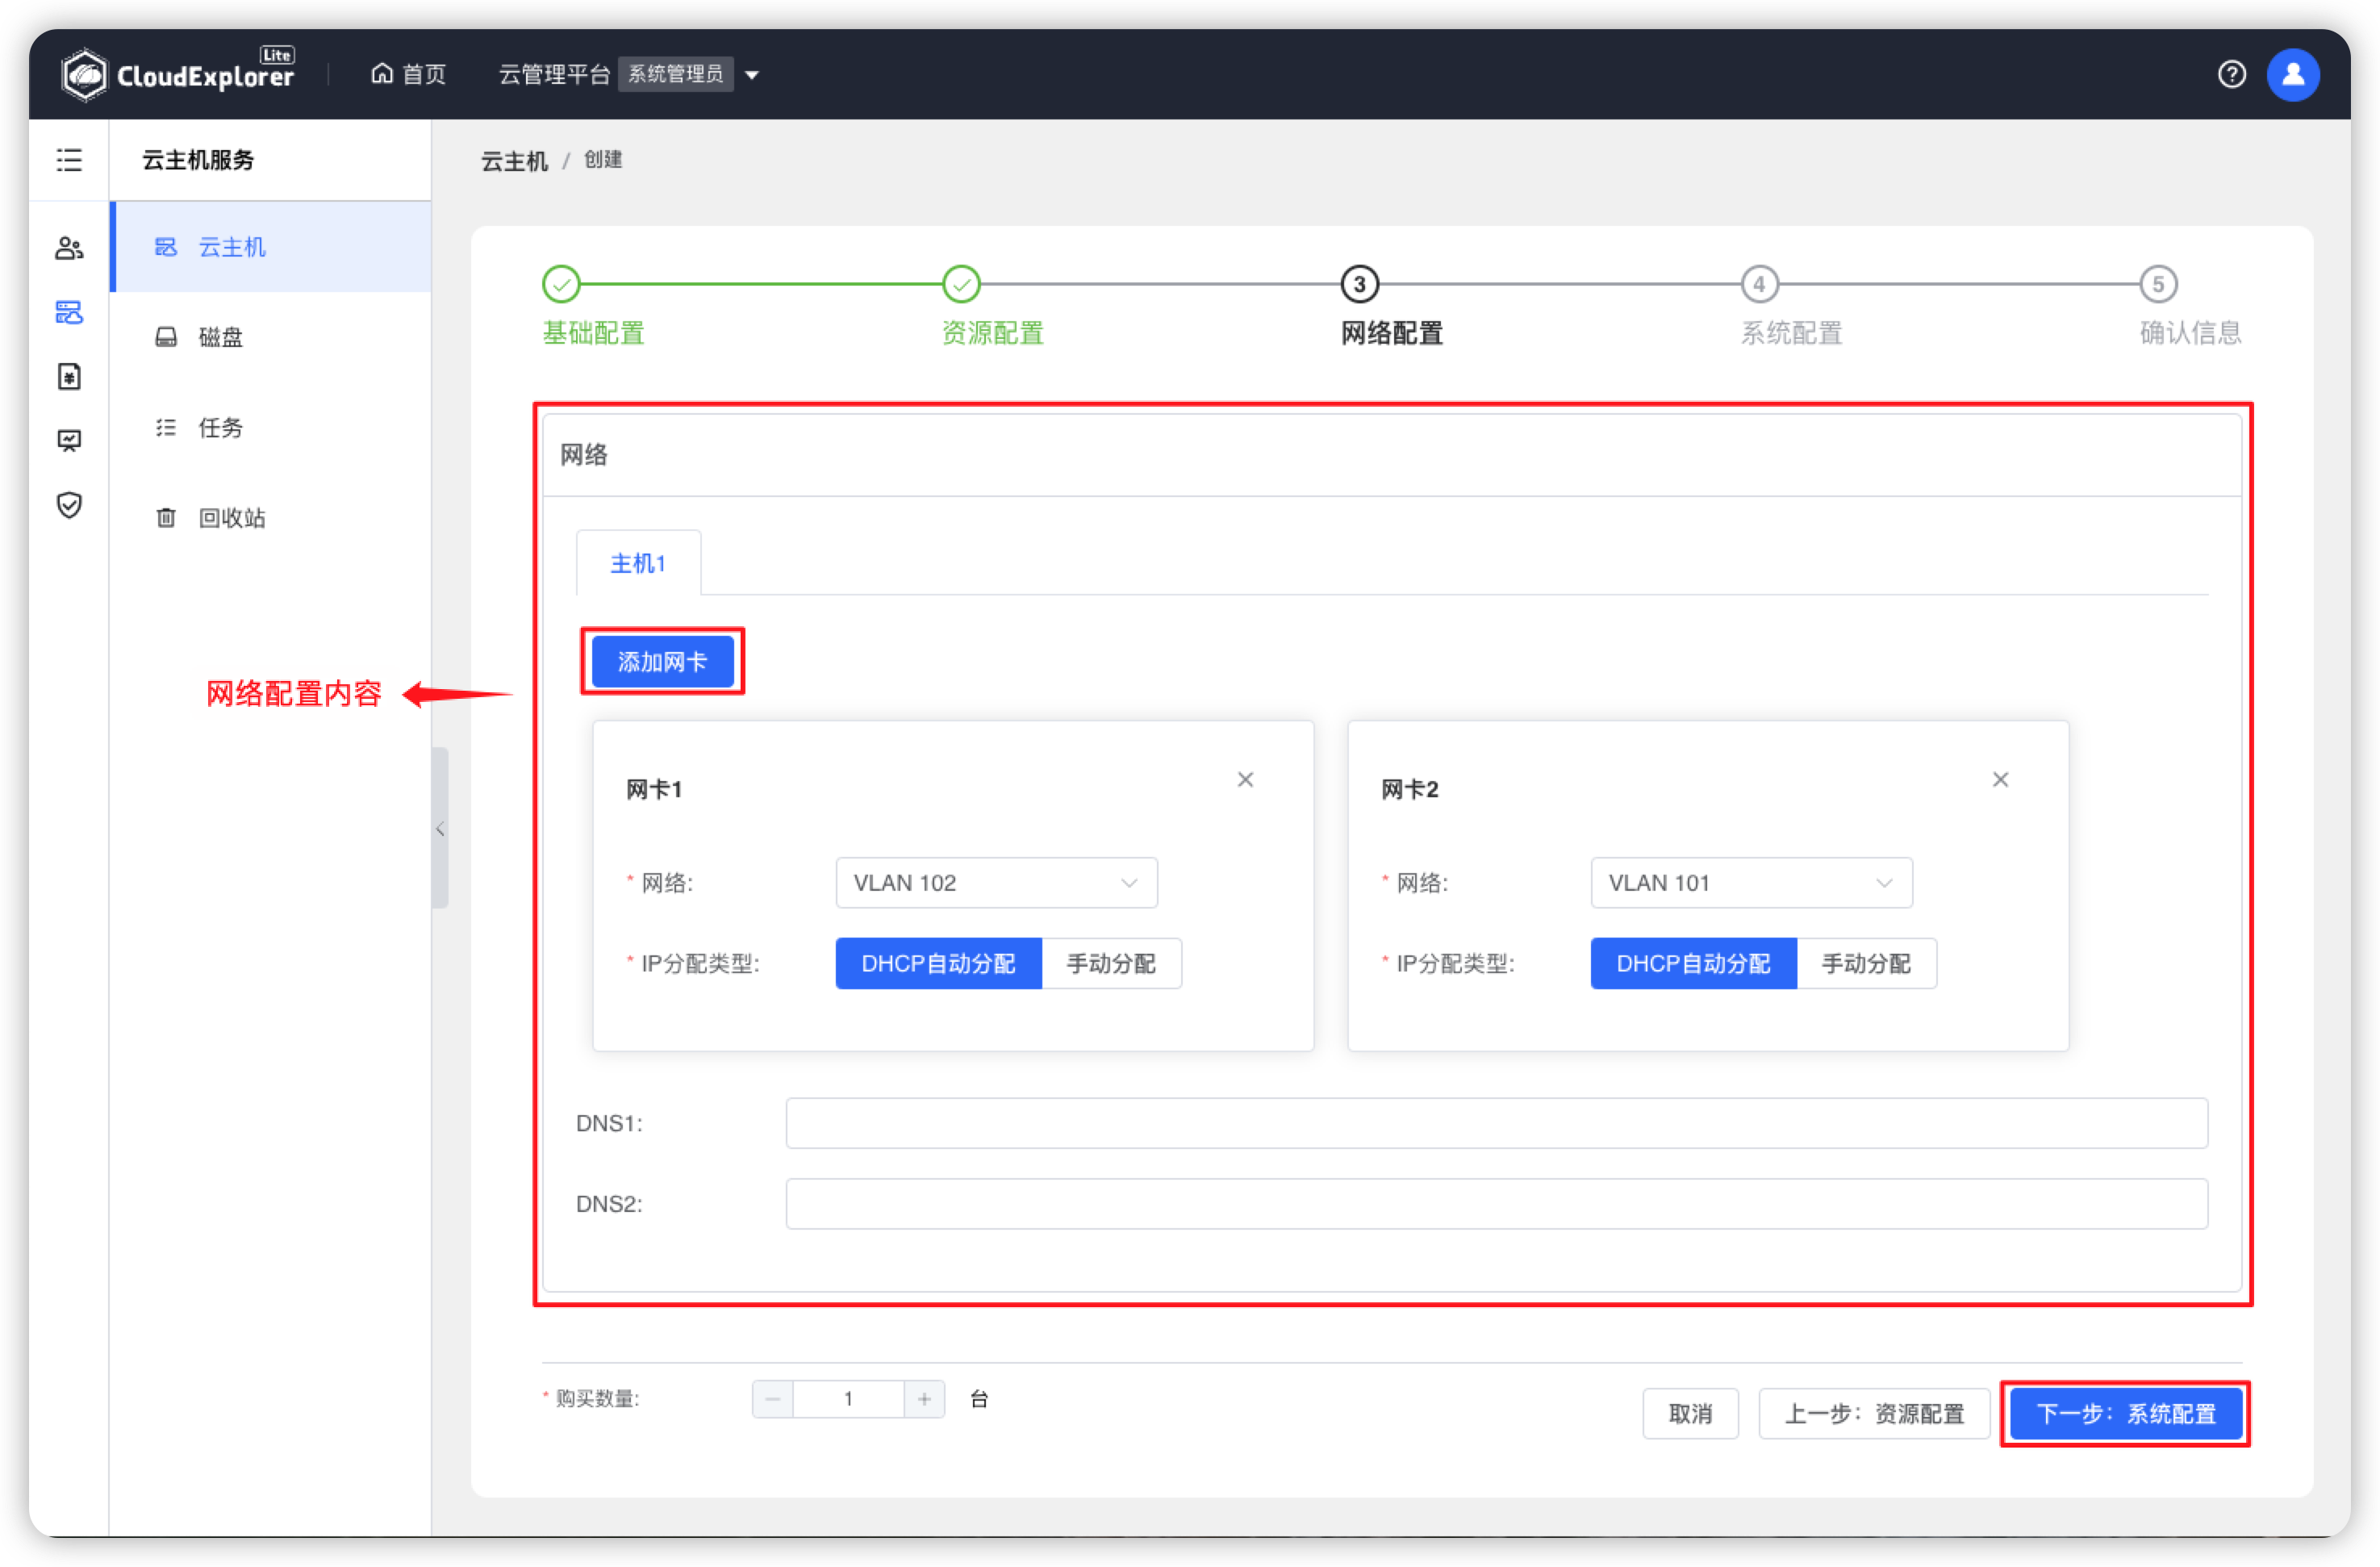 CloudExplorer Lite
首页
云管理平台 系统管理员
云主机服务
云主机
磁盘
任务
回收站
云主机 / 创建
3
4
5
基础配置
资源配置
网络配置
系统配置
确认信息
网络
主机1
添加网卡
网络配置内容
网卡1
* 网络: VLAN 102
* IP分配类型: DHCP自动分配 手动分配
网卡2
* 网络: VLAN 101
* IP分配类型: DHCP自动分配 手动分配
DNS1:
DNS2:
* 购买数量: 1 台
取消
上一步：资源配置
下一步：系统配置